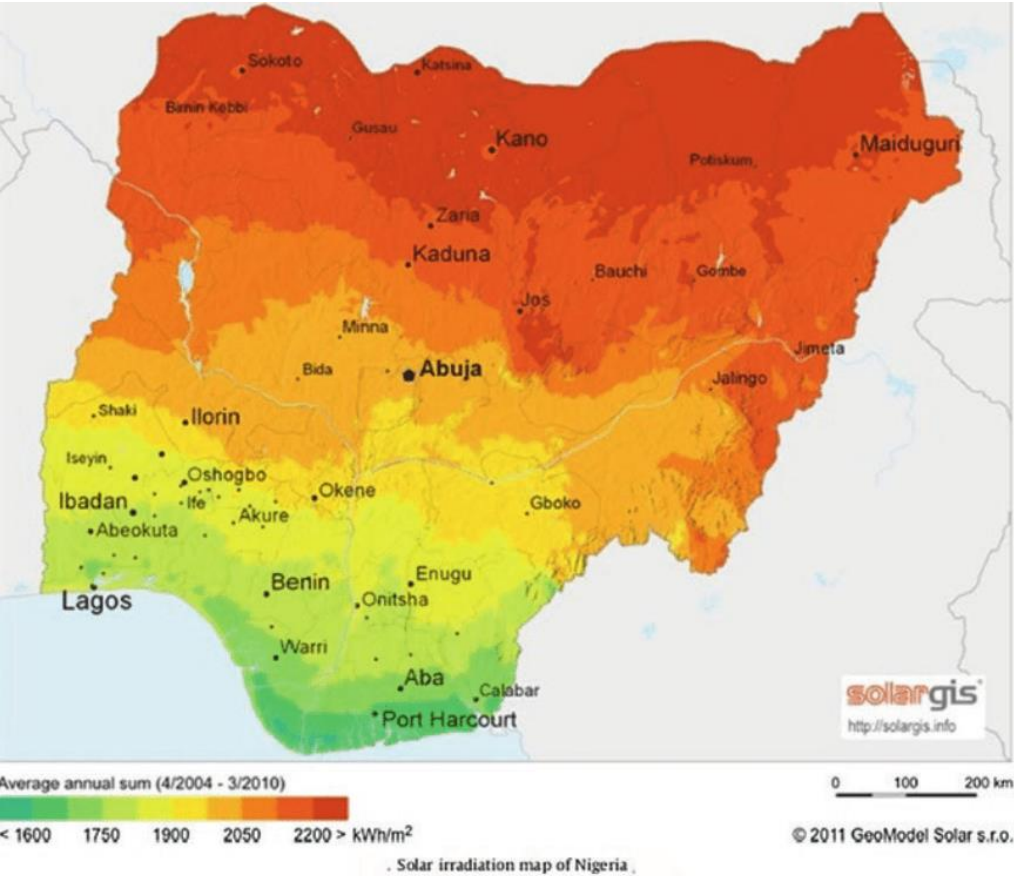 Sokoto
Katsina
Birnin Kebbi
Gusau
Kano
Potiskum
Maiduguri
Zaria
Kaduna
Bauchi
Gombe
Jos
Minna
Jimeta
Bida
Abuja
Jalingo
Shaki
Ilorin
Iseyin
Oshogbo
Ibadan
Ife
Okene
Gboko
Akure
Abeokuta
Benin
Enugu
Lagos
Onitsha
Warri
Aba
Calabar
Port Harcourt
solargis
http://solargis.info
Average annual sum (4/2004 - 3/2010)
0 100 200 km
< 1600 1750 1900 2050 2200 > kWh/m²
© 2011 GeoModel Solar s.r.o.
. Solar irradiation map of Nigeria .